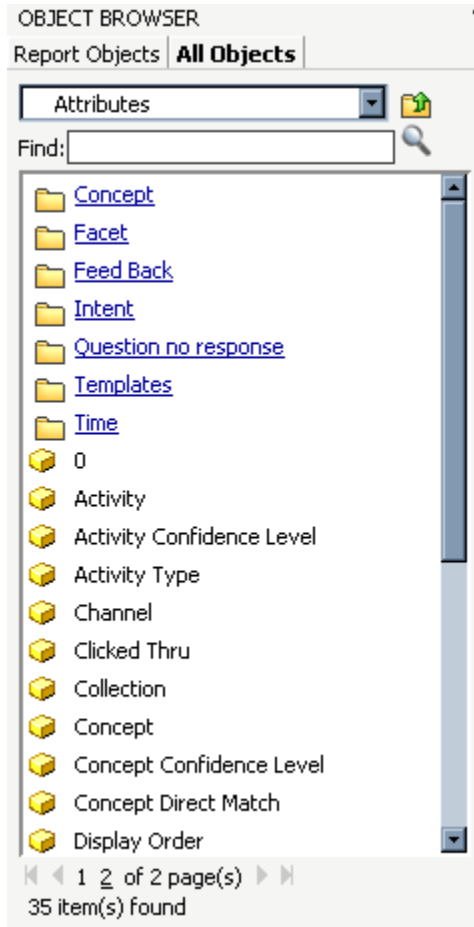 OBJECT BROWSER
Report Objects All Objects
Attributes
Find:
Concept
Facet
Feed Back
Intent
Question no response
Templates
Time
0
Activity
Activity Confidence Level
Activity Type
Channel
Clicked Thru
Collection
Concept
Concept Confidence Level
Concept Direct Match
Display Order
1 2 of 2 page(s)
35 item(s) found